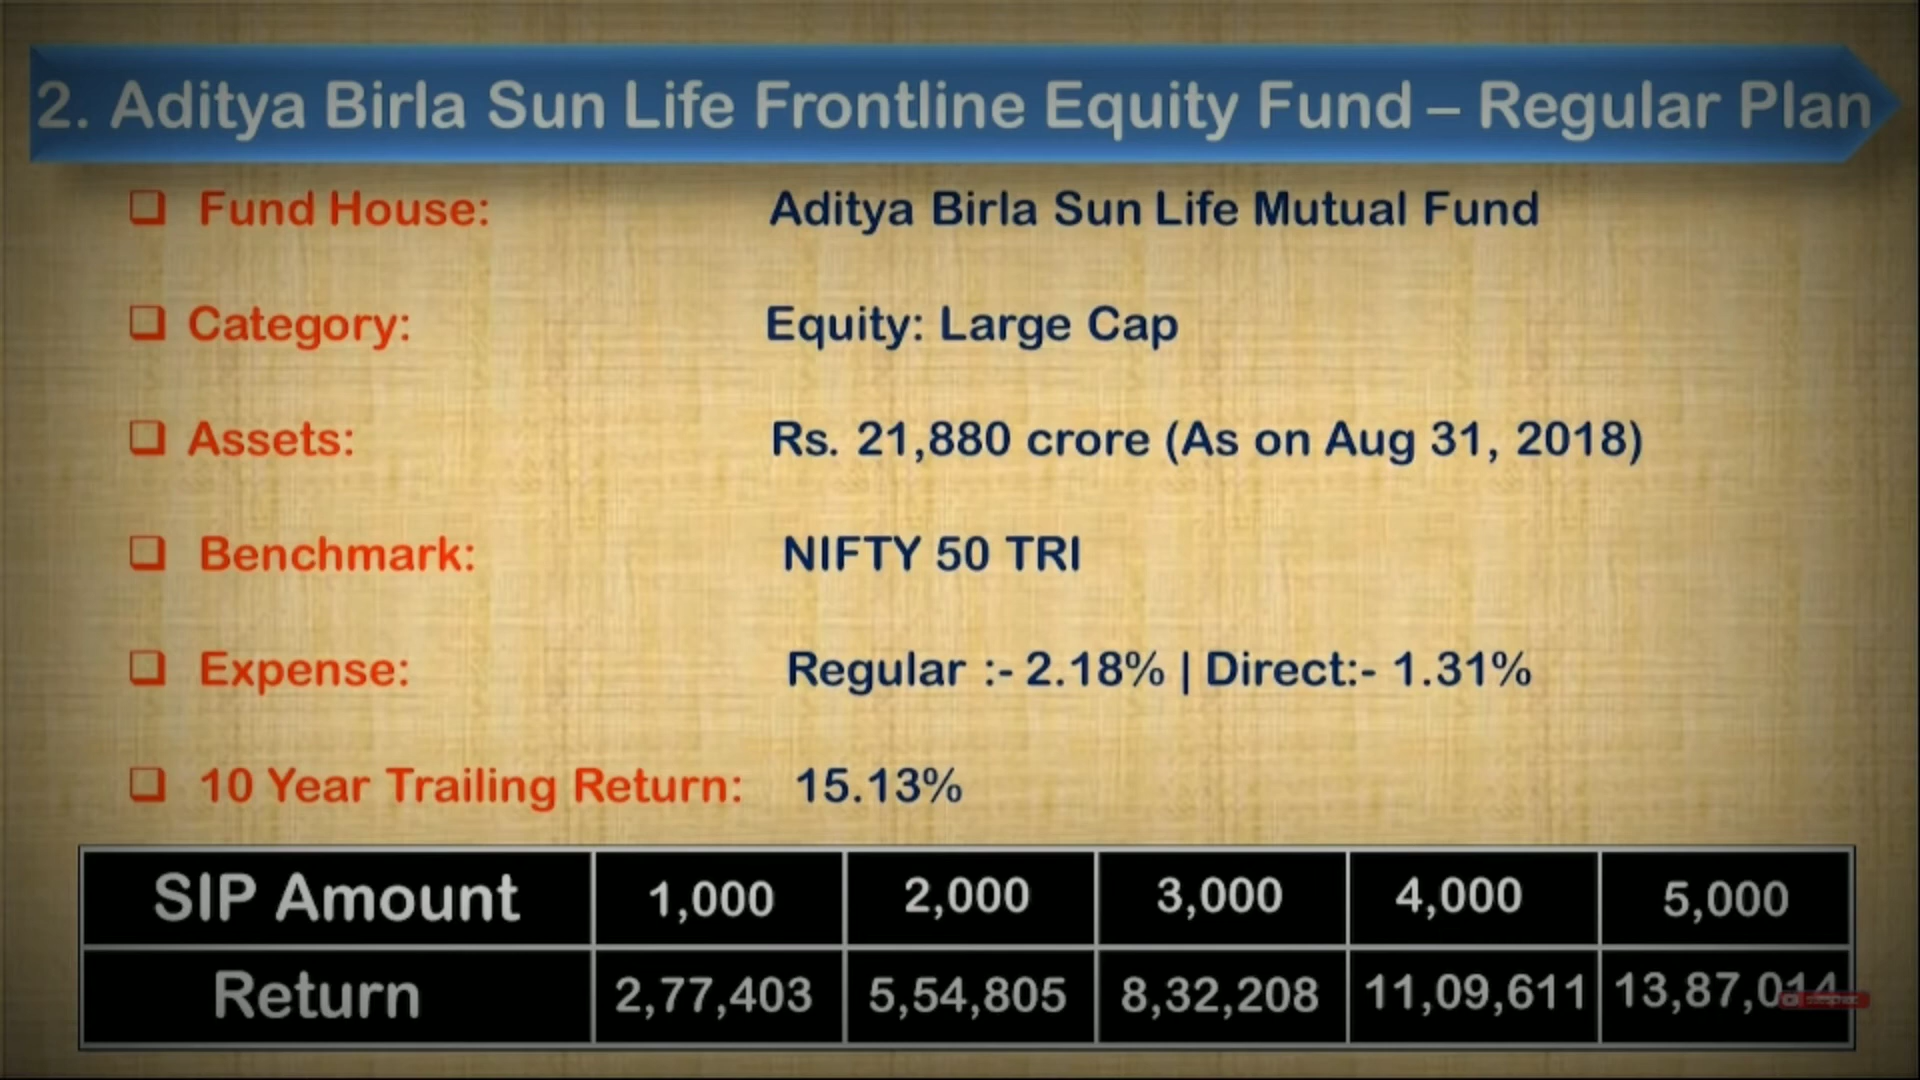 2. Aditya Birla Sun Life Frontline Equity Fund – Regular Plan
Fund House: Aditya Birla Sun Life Mutual Fund
Category: Equity: Large Cap
Assets: Rs. 21,880 crore (As on Aug 31, 2018)
Benchmark: NIFTY 50 TRI
Expense: Regular :- 2.18% | Direct:- 1.31%
10 Year Trailing Return: 15.13%
SIP Amount 1,000 2,000 3,000 4,000 5,000
Return 2,77,403 5,54,805 8,32,208 11,09,611 13,87,014